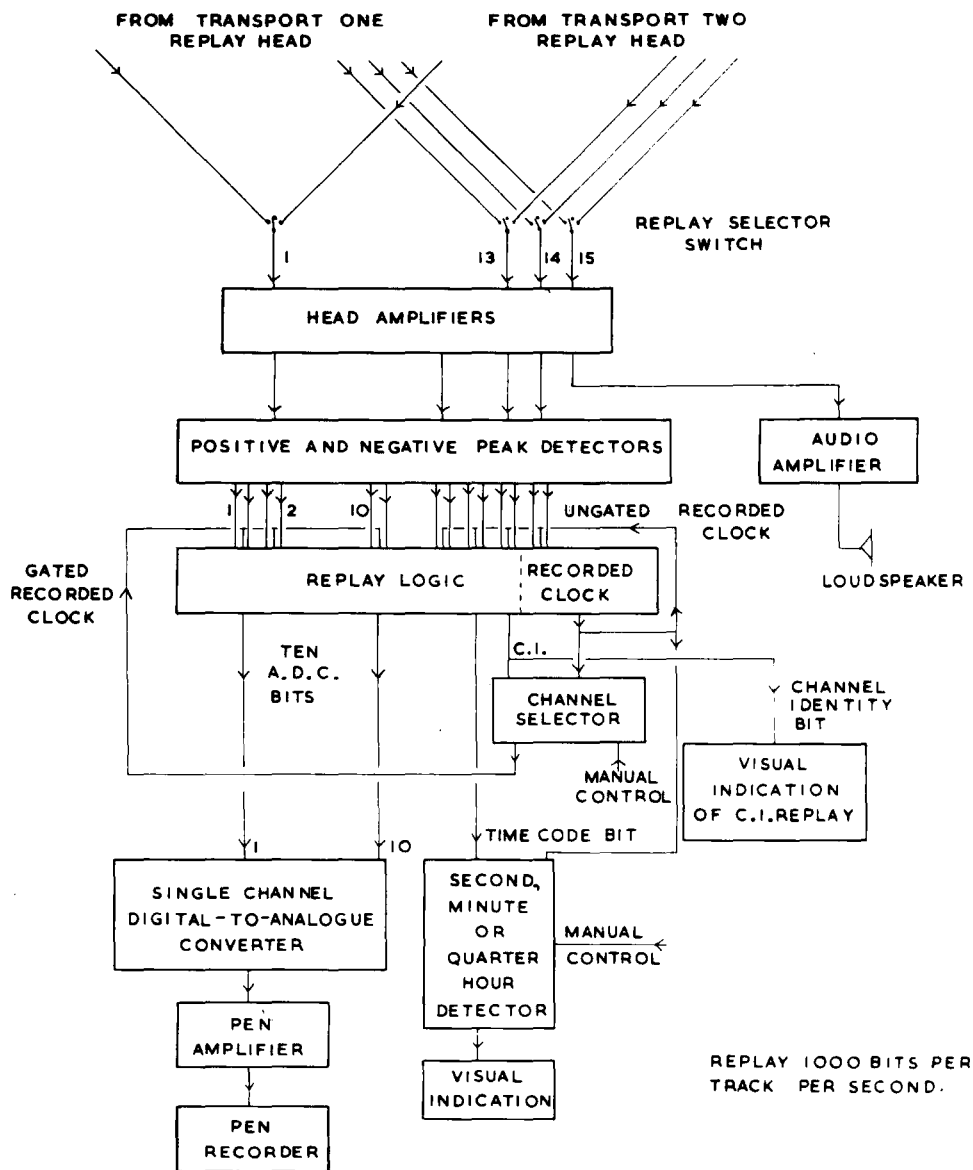 FROM TRANSPORT ONE
REPLAY HEAD
FROM TRANSPORT TWO
REPLAY HEAD
REPLAY SELECTOR
SWITCH
1
13
14
15
HEAD AMPLIFIERS
POSITIVE AND NEGATIVE PEAK DETECTORS
AUDIO
AMPLIFIER
1
2
10
UNGATED RECORDED
CLOCK
LOUDSPEAKER
GATED
RECORDED
CLOCK
REPLAY LOGIC
RECORDED
CLOCK
TEN
A.D.C.
BITS
C.I.
CHANNEL
SELECTOR
CHANNEL
IDENTITY
BIT
MANUAL
CONTROL
VISUAL
INDICATION
OF C.I. REPLAY
1
10
TIME CODE BIT
SINGLE CHANNEL
DIGITAL-TO-ANALOGUE
CONVERTER
SECOND,
MINUTE
OR
QUARTER
HOUR
DETECTOR
MANUAL
CONTROL
PEN
AMPLIFIER
VISUAL
INDICATION
PEN
RECORDER
REPLAY 1000 BITS PER
TRACK PER SECOND.